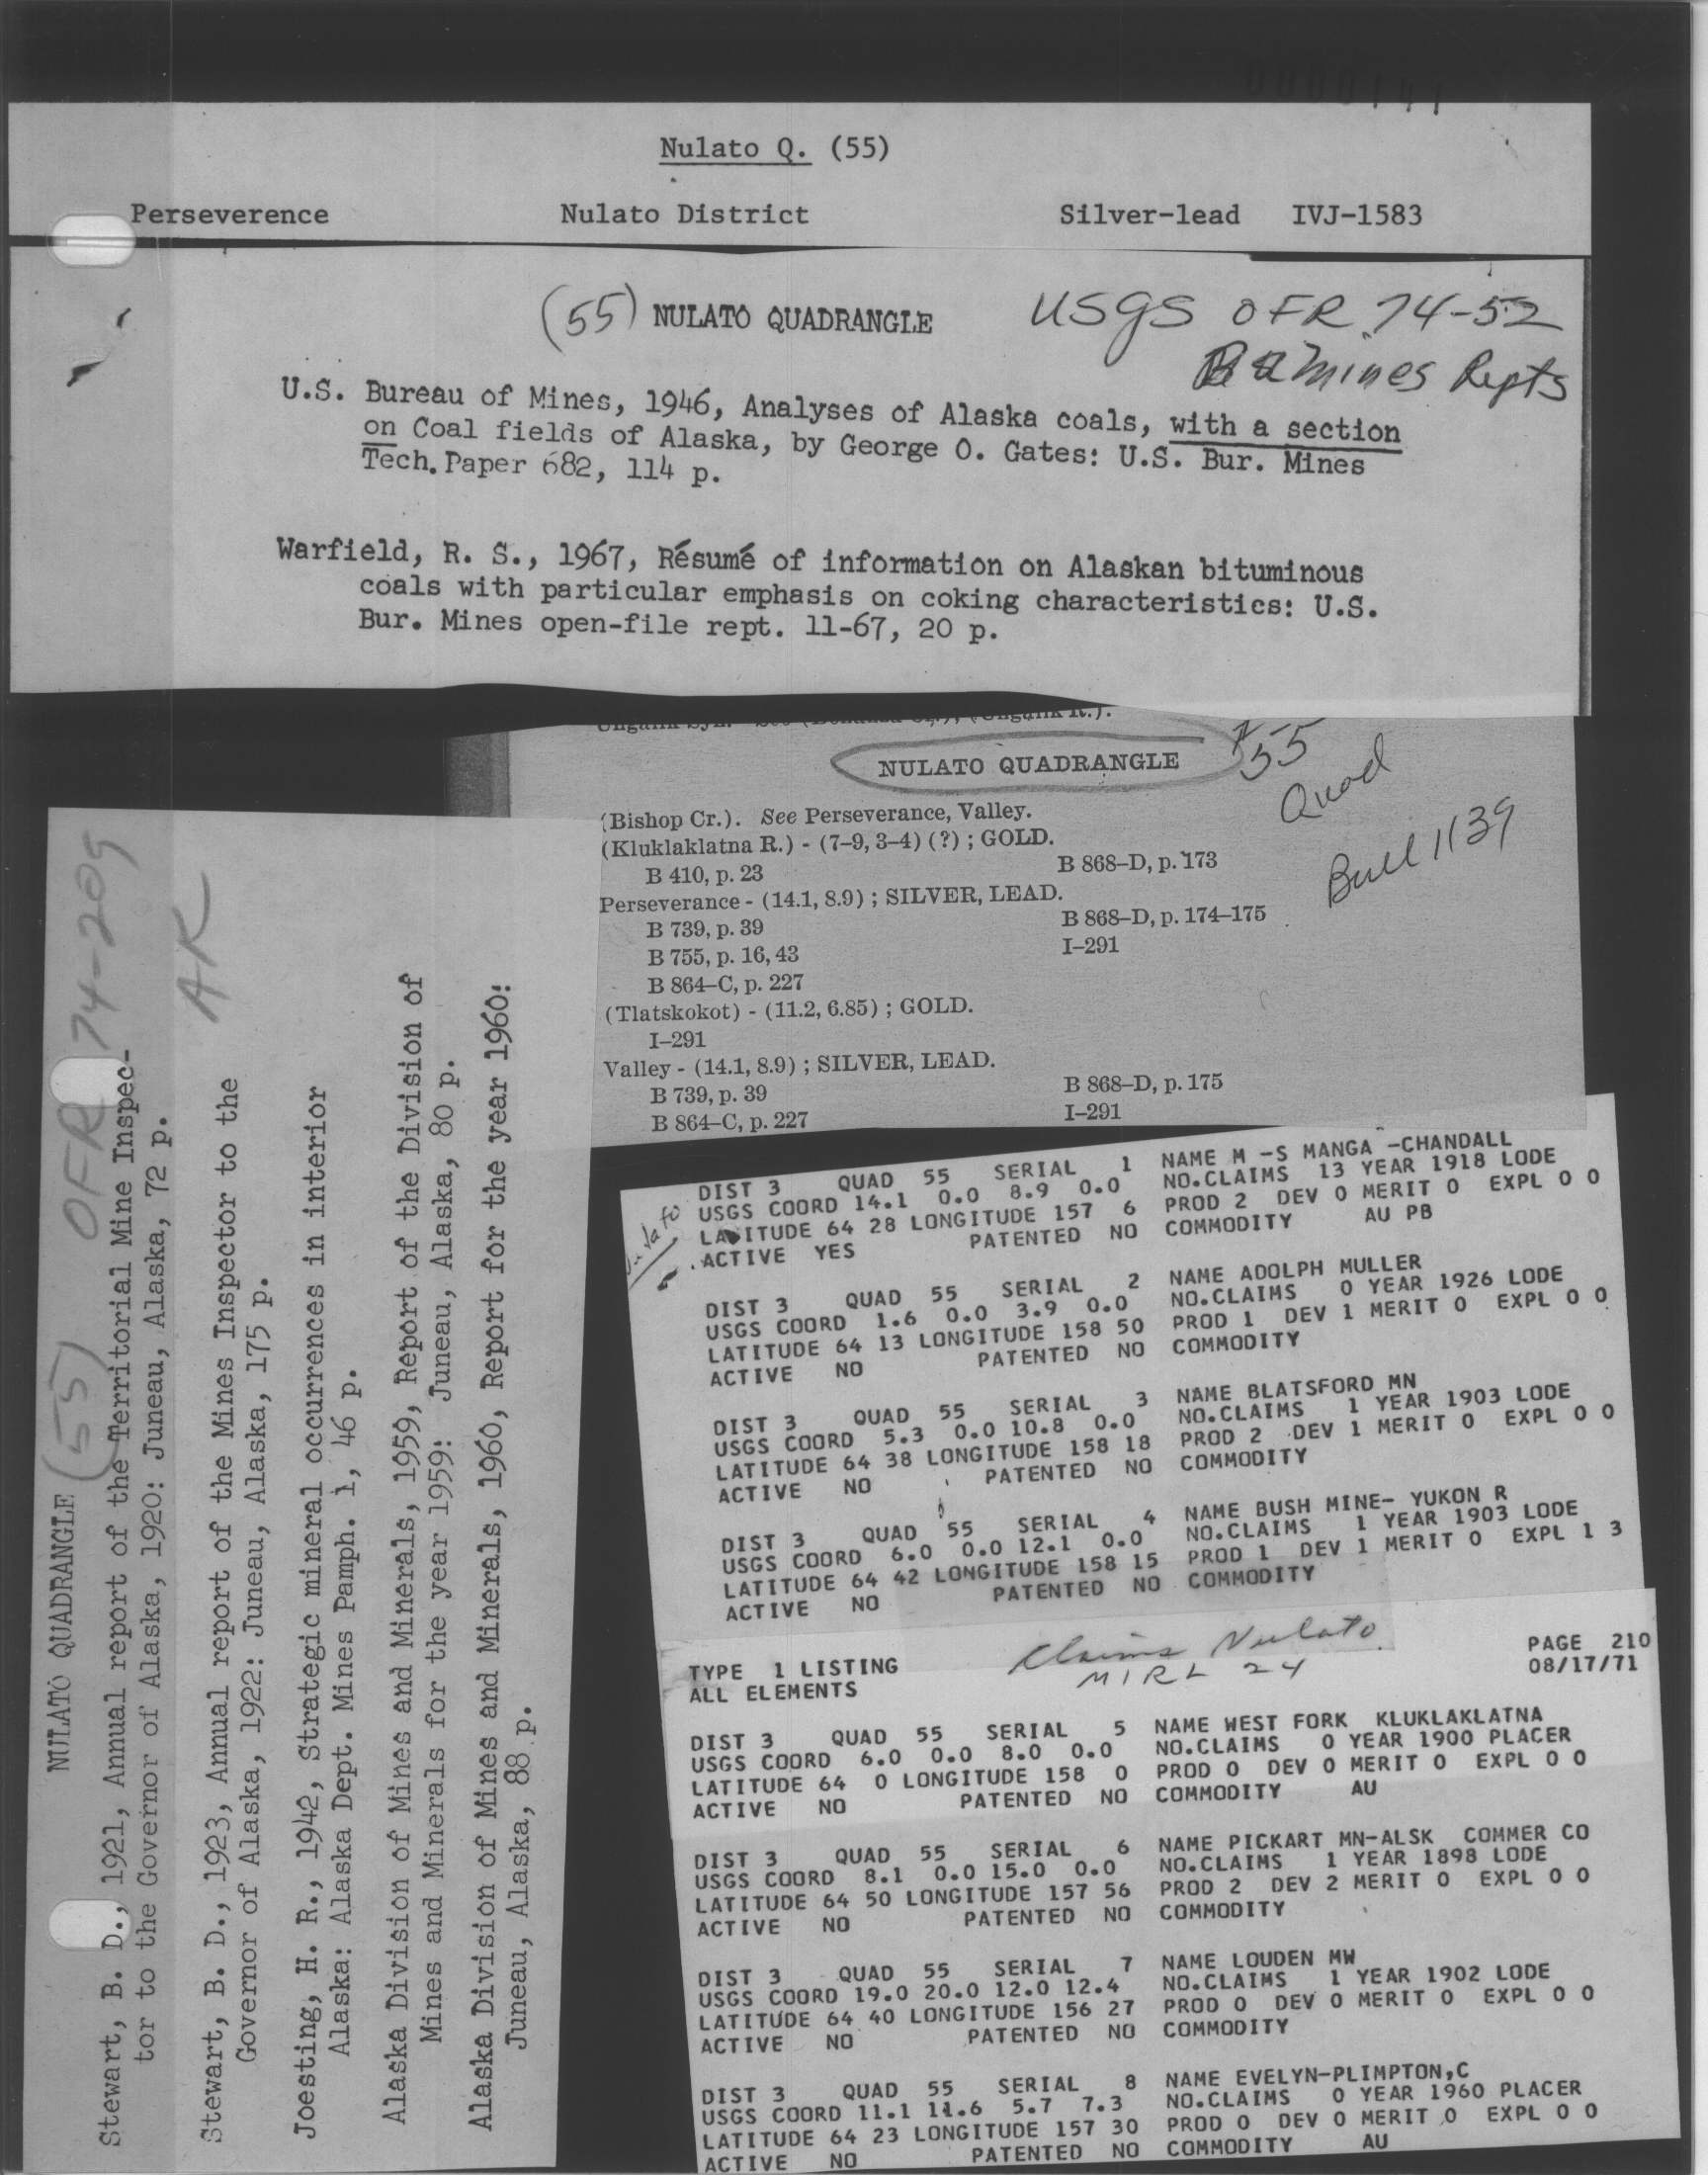 Nulato Q. (55)
Perseverence Nulato District Silver-lead IVJ-1583
(55) NULATO QUADRANGLE USGS OFR 74-52
Mines Repts
U.S. Bureau of Mines, 1946, Analyses of Alaska coals, with a section
on Coal fields of Alaska, by George O. Gates: U.S. Bur. Mines
Tech. Paper 682, 114 p.
Warfield, R. S., 1967, Résumé of information on Alaskan bituminous
coals with particular emphasis on coking characteristics: U.S.
Bur. Mines open-file rept. 11-67, 20 p.
NULATO QUADRANGLE 55
Quad
Bull 1139
(Bishop Cr.). See Perseverance, Valley.
(Kluklaklatna R.) - (7–9, 3–4) (?) ; GOLD.
B 410, p. 23 B 868–D, p. 173
Perseverance - (14.1, 8.9) ; SILVER, LEAD.
B 739, p. 39 B 868–D, p. 174–175
B 755, p. 16, 43 I–291
B 864–C, p. 227
(Tlatskokot) - (11.2, 6.85) ; GOLD.
I–291
Valley - (14.1, 8.9) ; SILVER, LEAD.
B 739, p. 39 B 868–D, p. 175
B 864–C, p. 227 I–291
NULATO QUADRANGLE (55) OFR 74-209
AK
Stewart, B. D., 1921, Annual report of the Territorial Mine Inspec-
tor to the Governor of Alaska, 1920: Juneau, Alaska, 72 p.
Stewart, B. D., 1923, Annual report of the Mines Inspector to the
Governor of Alaska, 1922: Juneau, Alaska, 175 p.
Joesting, H. R., 1942, Strategic mineral occurrences in interior
Alaska: Alaska Dept. Mines Pamph. 1, 46 p.
Alaska Division of Mines and Minerals, 1959, Report of the Division of
Mines and Minerals for the year 1959: Juneau, Alaska, 80 p.
Alaska Division of Mines and Minerals, 1960, Report for the year 1960:
Juneau, Alaska, 88 p.
Nulato
DIST 3 QUAD 55 SERIAL 1 NAME M -S MANGA -CHANDALL
USGS COORD 14.1 0.0 8.9 0.0 NO.CLAIMS 13 YEAR 1918 LODE
LATITUDE 64 28 LONGITUDE 157 6 PROD 2 DEV 0 MERIT 0 EXPL 0 0
ACTIVE YES PATENTED NO COMMODITY AU PB
DIST 3 QUAD 55 SERIAL 2 NAME ADOLPH MULLER
USGS COORD 1.6 0.0 3.9 0.0 NO.CLAIMS 0 YEAR 1926 LODE
LATITUDE 64 13 LONGITUDE 158 50 PROD 1 DEV 1 MERIT 0 EXPL 0 0
ACTIVE NO PATENTED NO COMMODITY
DIST 3 QUAD 55 SERIAL 3 NAME BLATSFORD MN
USGS COORD 5.3 0.0 10.8 0.0 NO.CLAIMS 1 YEAR 1903 LODE
LATITUDE 64 38 LONGITUDE 158 18 PROD 2 DEV 1 MERIT 0 EXPL 0 0
ACTIVE NO PATENTED NO COMMODITY
DIST 3 QUAD 55 SERIAL 4 NAME BUSH MINE- YUKON R
USGS COORD 6.0 0.0 12.1 0.0 NO.CLAIMS 1 YEAR 1903 LODE
LATITUDE 64 42 LONGITUDE 158 15 PROD 1 DEV 1 MERIT 0 EXPL 1 3
ACTIVE NO PATENTED NO COMMODITY
Claims Nulato
MIRL 24
TYPE 1 LISTING PAGE 210
ALL ELEMENTS 08/17/71
DIST 3 QUAD 55 SERIAL 5 NAME WEST FORK KLUKLAKLATNA
USGS COORD 6.0 0.0 8.0 0.0 NO.CLAIMS 0 YEAR 1900 PLACER
LATITUDE 64 0 LONGITUDE 158 0 PROD 0 DEV 0 MERIT 0 EXPL 0 0
ACTIVE NO PATENTED NO COMMODITY AU
DIST 3 QUAD 55 SERIAL 6 NAME PICKART MN-ALSK COMMER CO
USGS COORD 8.1 0.0 15.0 0.0 NO.CLAIMS 1 YEAR 1898 LODE
LATITUDE 64 50 LONGITUDE 157 56 PROD 2 DEV 2 MERIT 0 EXPL 0 0
ACTIVE NO PATENTED NO COMMODITY
DIST 3 QUAD 55 SERIAL 7 NAME LOUDEN MW
USGS COORD 19.0 20.0 12.0 12.4 NO.CLAIMS 1 YEAR 1902 LODE
LATITUDE 64 40 LONGITUDE 156 27 PROD 0 DEV 0 MERIT 0 EXPL 0 0
ACTIVE NO PATENTED NO COMMODITY
DIST 3 QUAD 55 SERIAL 8 NAME EVELYN-PLIMPTON,C
USGS COORD 11.1 11.6 5.7 7.3 NO.CLAIMS 0 YEAR 1960 PLACER
LATITUDE 64 23 LONGITUDE 157 30 PROD 0 DEV 0 MERIT 0 EXPL 0 0
ACTIVE NO PATENTED NO COMMODITY AU